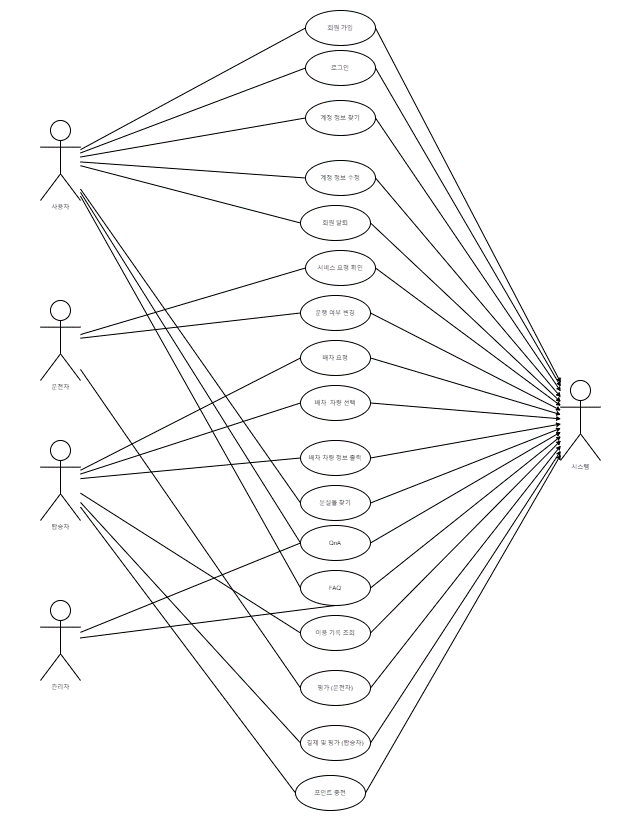 회원 가입
로그인
계정 정보 찾기
사용자
계정 정보 수정
회원 탈퇴
서비스 요청 확인
운행 여부 변경
운전자
배차 요청
배차 차량 선택
배차 차량 정보 출력
시스템
분실물 찾기
탑승자
QnA
FAQ
이용 기록 조회
관리자
평가 (운전자)
결제 및 평가 (탑승자)
포인트 충전